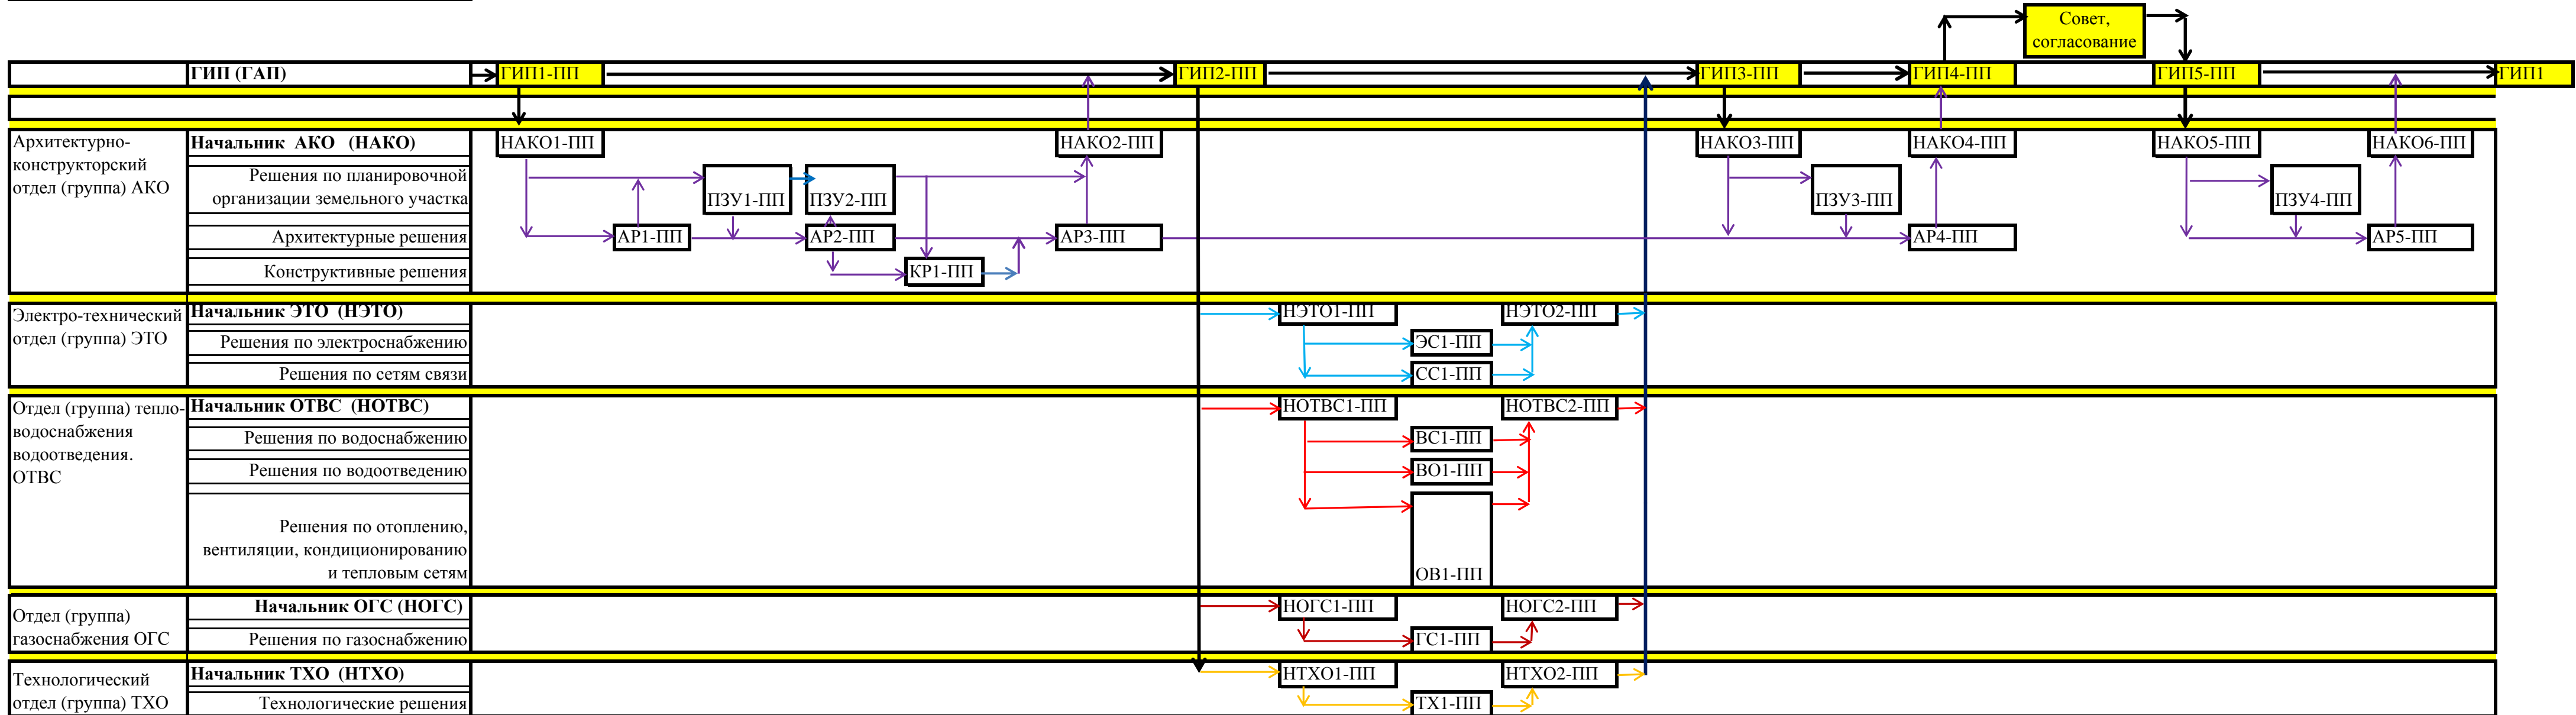 Совет,
согласование
ГИП (ГАП)
ГИП1-ПП
ГИП2-ПП
ГИП3-ПП
ГИП4-ПП
ГИП5-ПП
ГИП1
Архитектурно-
конструкторский
отдел (группа) АКО
Начальник АКО (НАКО)
НАКО1-ПП
НАКО2-ПП
НАКО3-ПП
НАКО4-ПП
НАКО5-ПП
НАКО6-ПП
Решения по планировочной
организации земельного участка
ПЗУ1-ПП
ПЗУ2-ПП
ПЗУ3-ПП
ПЗУ4-ПП
Архитектурные решения
АР1-ПП
АР2-ПП
АР3-ПП
АР4-ПП
АР5-ПП
Конструктивные решения
КР1-ПП
Электро-технический
отдел (группа) ЭТО
Начальник ЭТО (НЭТО)
НЭТО1-ПП
НЭТО2-ПП
Решения по электроснабжению
ЭС1-ПП
Решения по сетям связи
СС1-ПП
Отдел (группа) тепло-
водоснабжения
водоотведения.
ОТВС
Начальник ОТВС (НОТВС)
НОТВС1-ПП
НОТВС2-ПП
Решения по водоснабжению
ВС1-ПП
Решения по водоотведению
ВО1-ПП
Решения по отоплению,
вентиляции, кондиционированию
и тепловым сетям
ОВ1-ПП
Отдел (группа)
газоснабжения ОГС
Начальник ОГС (НОГС)
НОГС1-ПП
НОГС2-ПП
Решения по газоснабжению
ГС1-ПП
Технологический
отдел (группа) ТХО
Начальник ТХО (НТХО)
НТХО1-ПП
НТХО2-ПП
Технологические решения
ТХ1-ПП